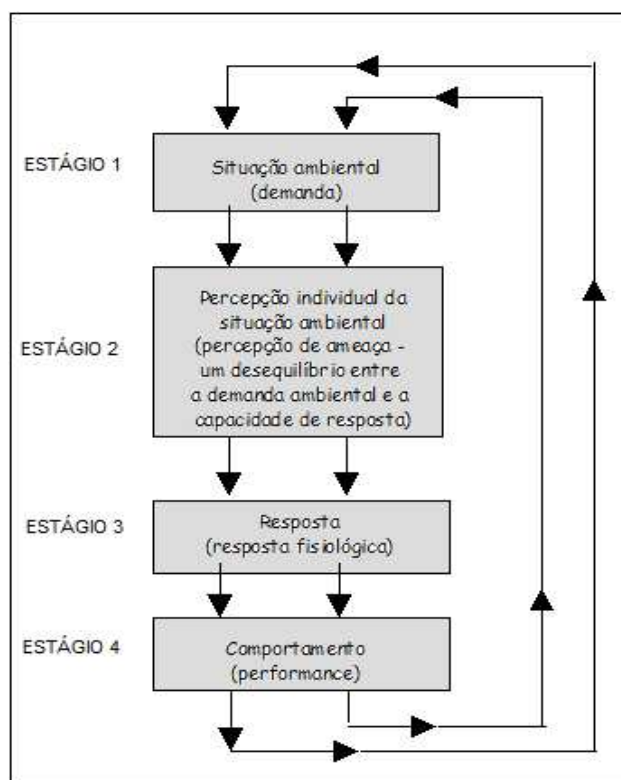 ESTÁGIO 1
Situação ambiental
(demanda)
ESTÁGIO 2
Percepção individual da
situação ambiental
(percepção de ameaça -
um desequilíbrio entre
a demanda ambiental e a
capacidade de resposta)
ESTÁGIO 3
Resposta
(resposta fisiológica)
ESTÁGIO 4
Comportamento
(performance)